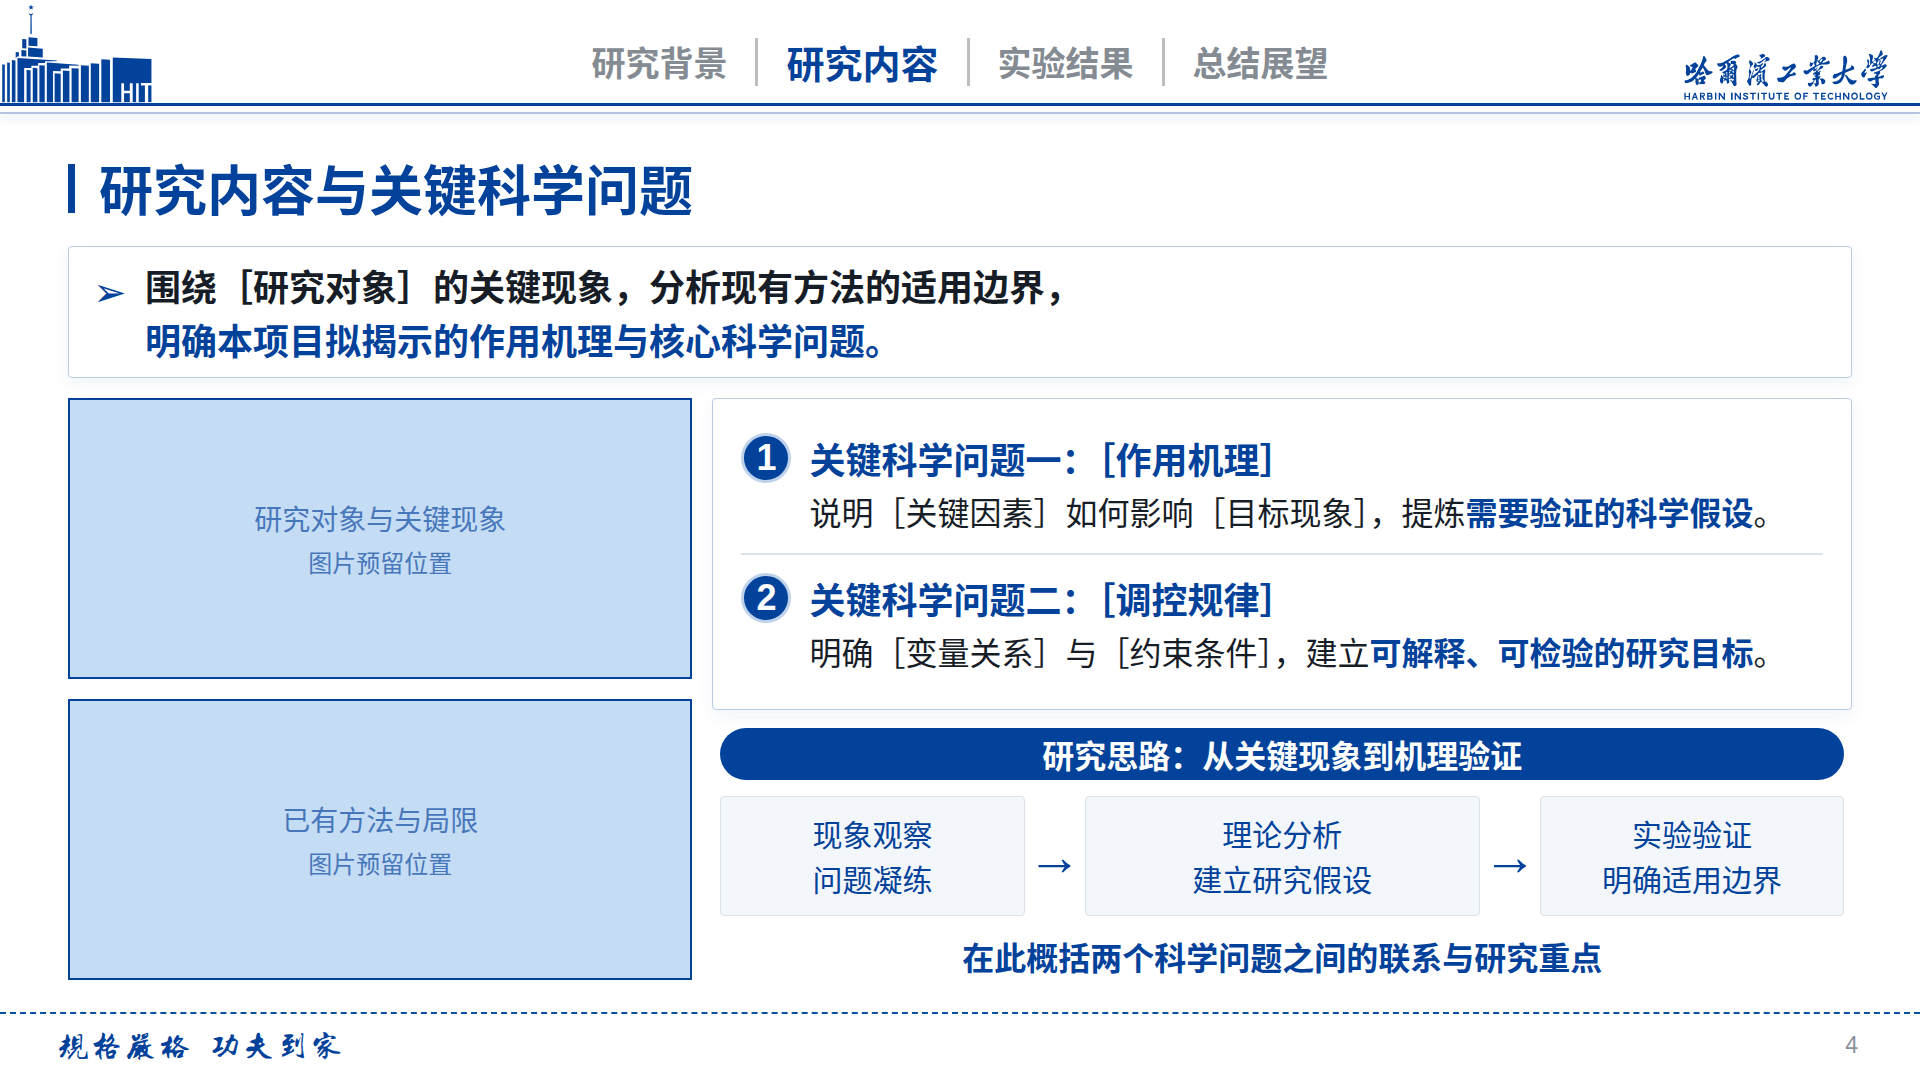 HIT
研究背景
研究内容
实验结果
总结展望
哈爾濱工業大學
HARBIN INSTITUTE OF TECHNOLOGY
研究内容与关键科学问题
➢ 围绕［研究对象］的关键现象，分析现有方法的适用边界，
明确本项目拟揭示的作用机理与核心科学问题。
研究对象与关键现象
图片预留位置
已有方法与局限
图片预留位置
1 关键科学问题一：［作用机理］
说明［关键因素］如何影响［目标现象］，提炼需要验证的科学假设。
2 关键科学问题二：［调控规律］
明确［变量关系］与［约束条件］，建立可解释、可检验的研究目标。
研究思路：从关键现象到机理验证
现象观察
问题凝练
→
理论分析
建立研究假设
→
实验验证
明确适用边界
在此概括两个科学问题之间的联系与研究重点
規格嚴格 功夫到家
4